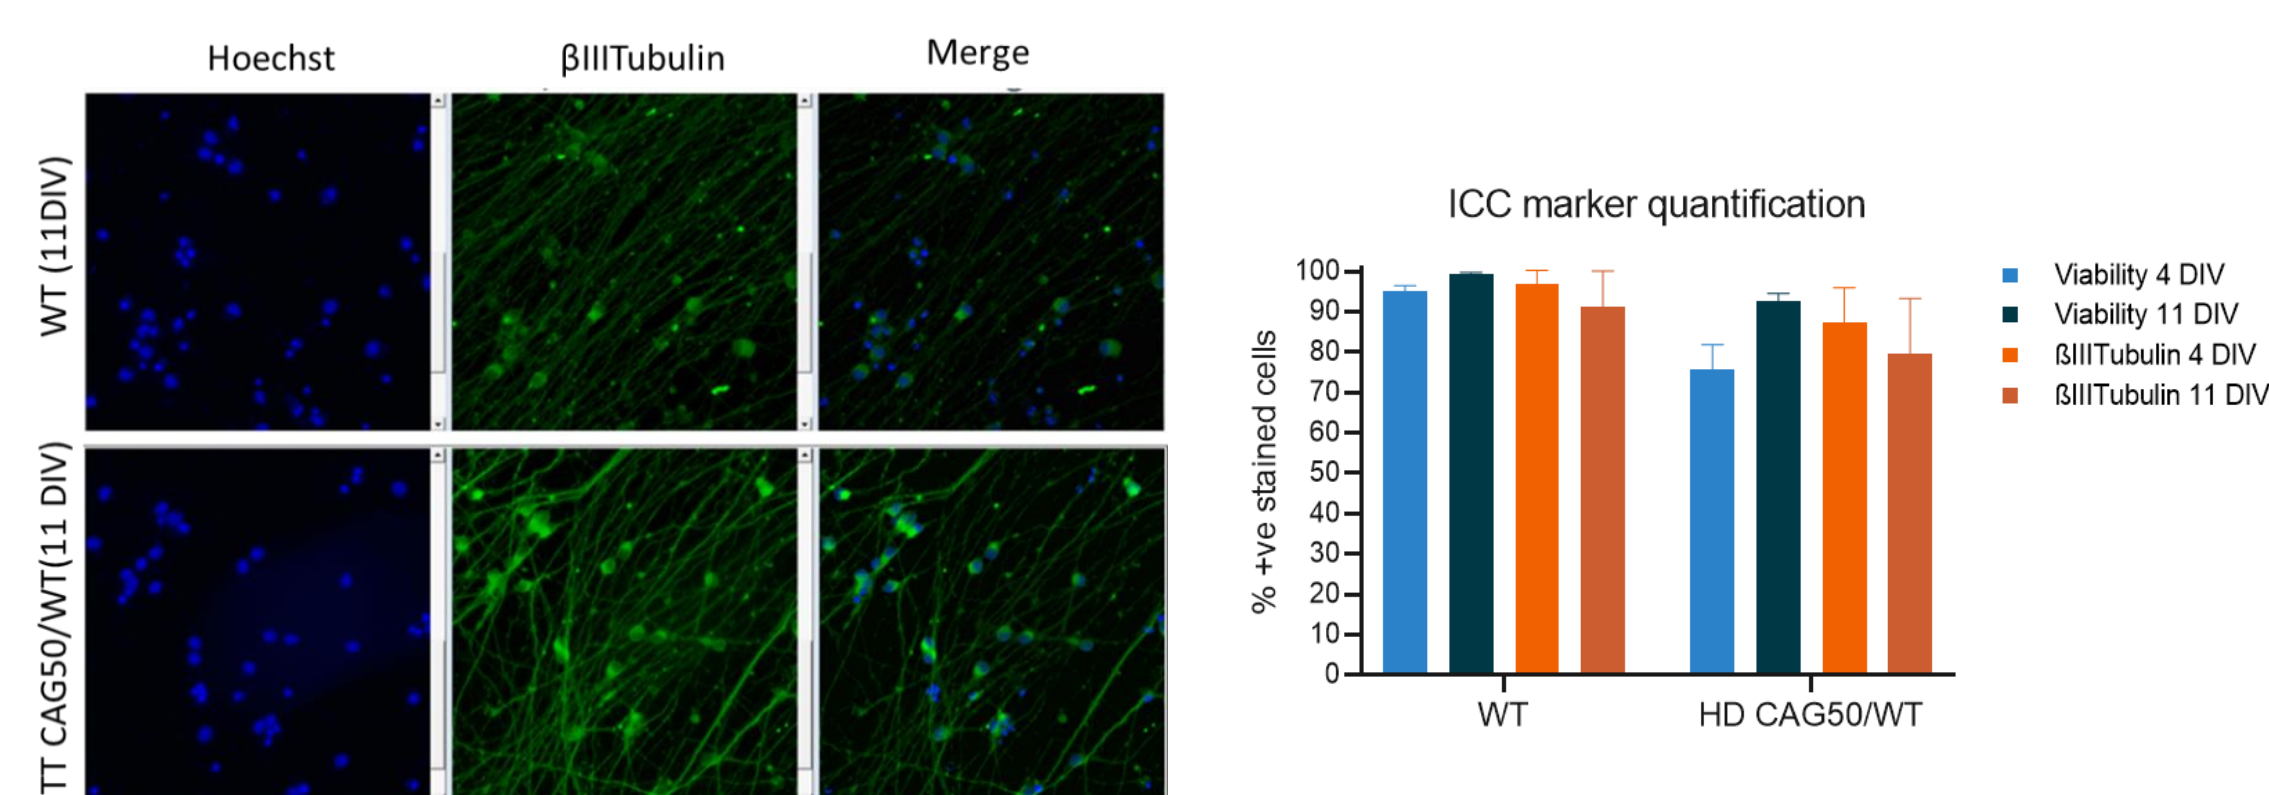 Hoechst
βIIITubulin
Merge
WT (11DIV)
TT CAG50/WT(11 DIV)
ICC marker quantification
% +ve stained cells
100
90
80
70
60
50
40
30
20
10
0
WT
HD CAG50/WT
Viability 4 DIV
Viability 11 DIV
ßIIITubulin 4 DIV
ßIIITubulin 11 DIV